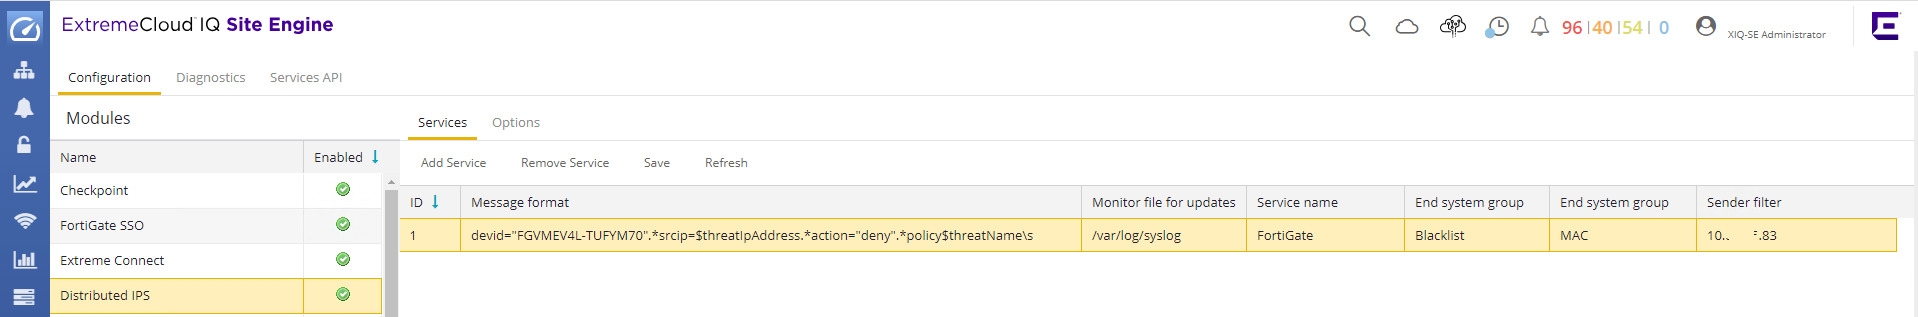 ExtremeCloud™ IQ Site Engine
96 | 40 | 54 | 0
XIQ-SE Administrator
Configuration Diagnostics Services API
Modules
Services Options
Name Enabled
Add Service Remove Service Save Refresh
Checkpoint
ID Message format Monitor file for updates Service name End system group End system group Sender filter
FortiGate SSO
1 devid="FGVMEV4L-TUFYM70".*srcip=$threatIpAddress.*action="deny".*policy$threatName\s /var/log/syslog FortiGate Blacklist MAC 10. .83
Extreme Connect
Distributed IPS